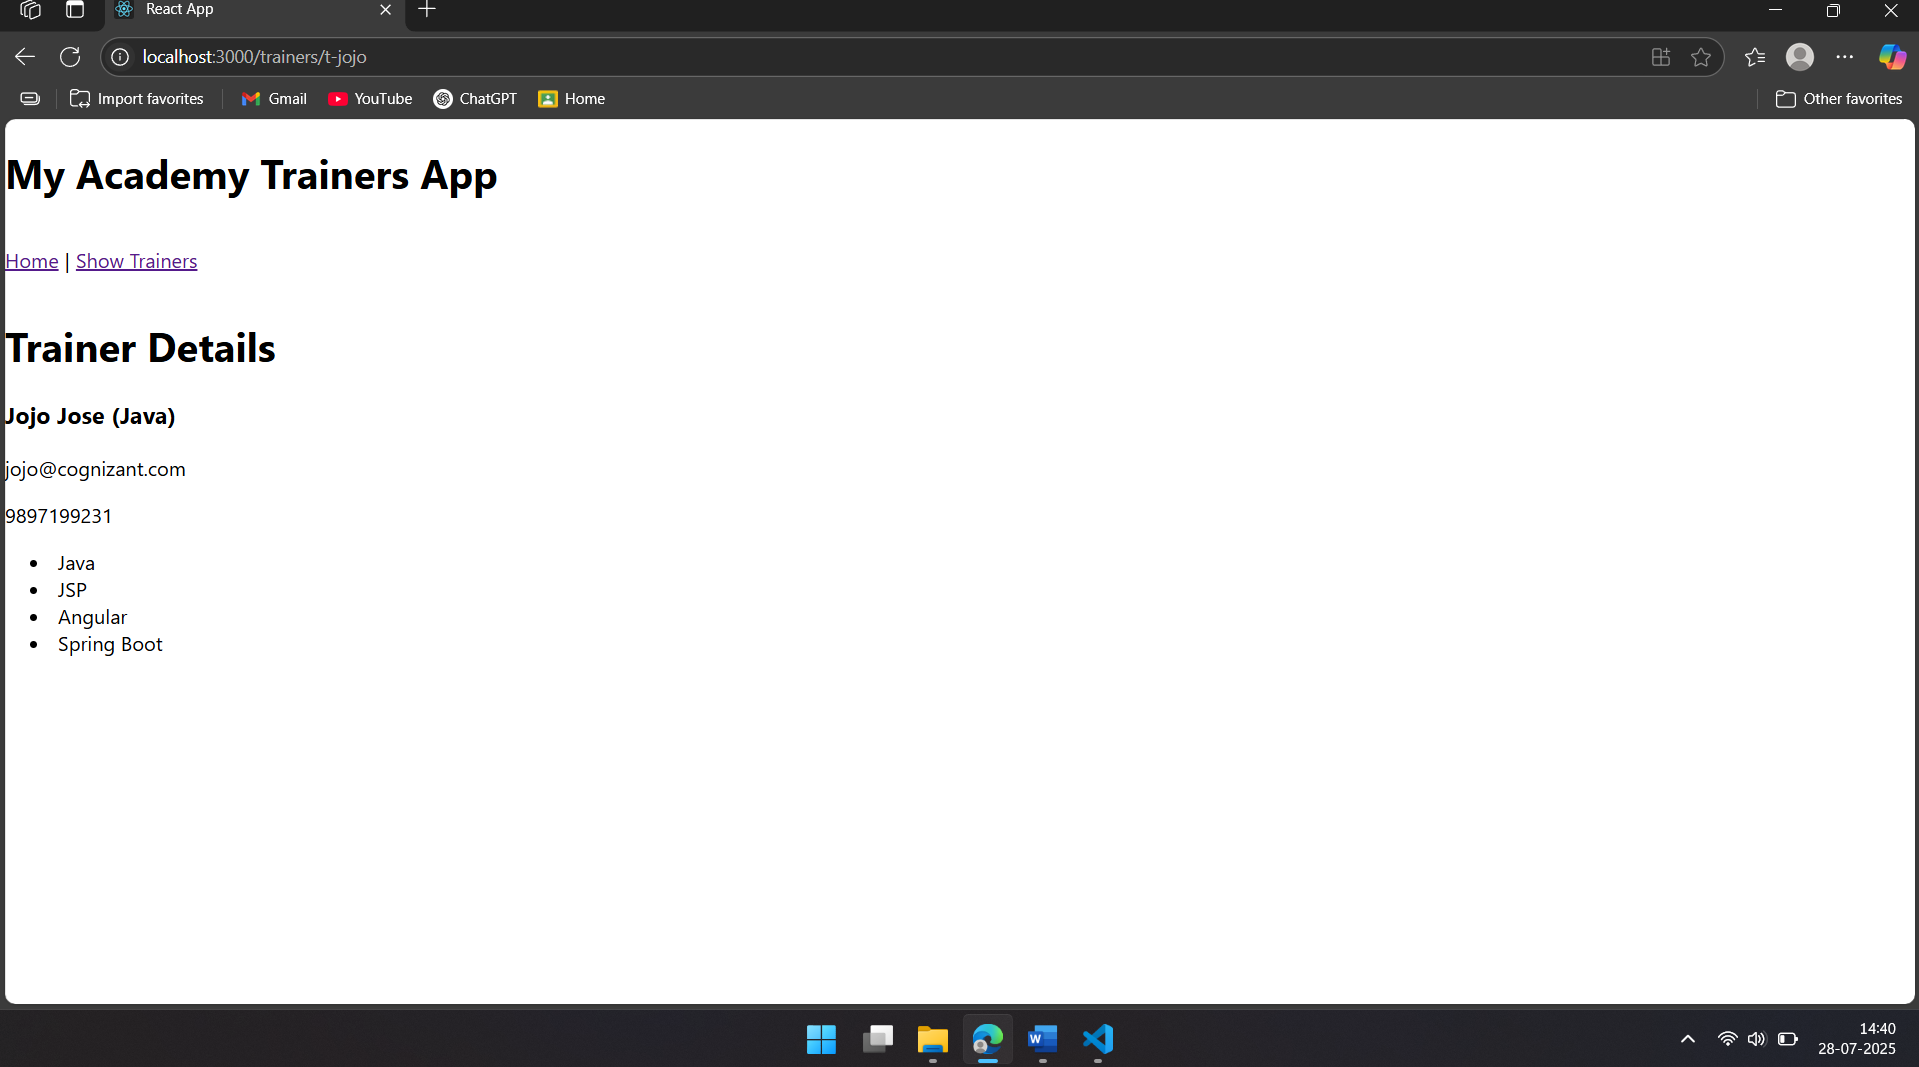 React App
localhost:3000/trainers/t-jojo
Import favorites
Gmail
YouTube
ChatGPT
Home
Other favorites
My Academy Trainers App
Home | Show Trainers
Trainer Details
Jojo Jose (Java)
jojo@cognizant.com
9897199231
Java
JSP
Angular
Spring Boot
W
14:40
28-07-2025